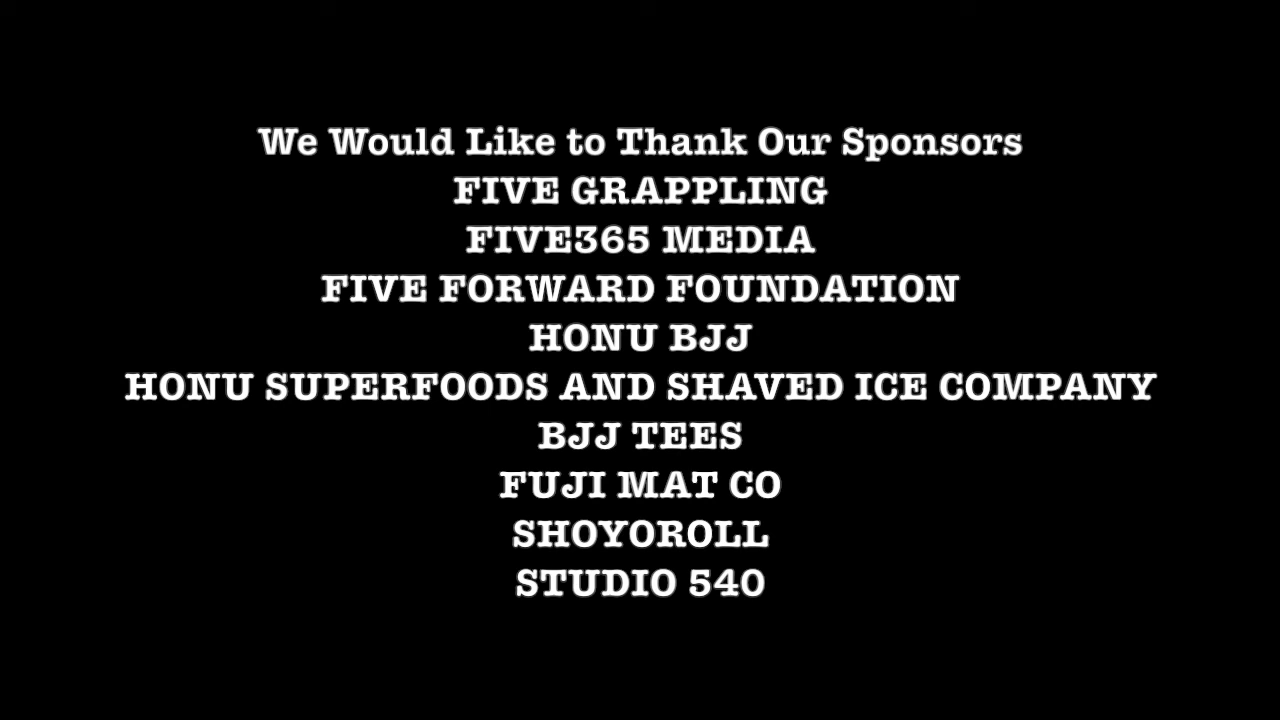 We Would Like to Thank Our Sponsors
FIVE GRAPPLING
FIVE365 MEDIA
FIVE FORWARD FOUNDATION
HONU BJJ
HONU SUPERFOODS AND SHAVED ICE COMPANY
BJJ TEES
FUJI MAT CO
SHOYOROLL
STUDIO 540